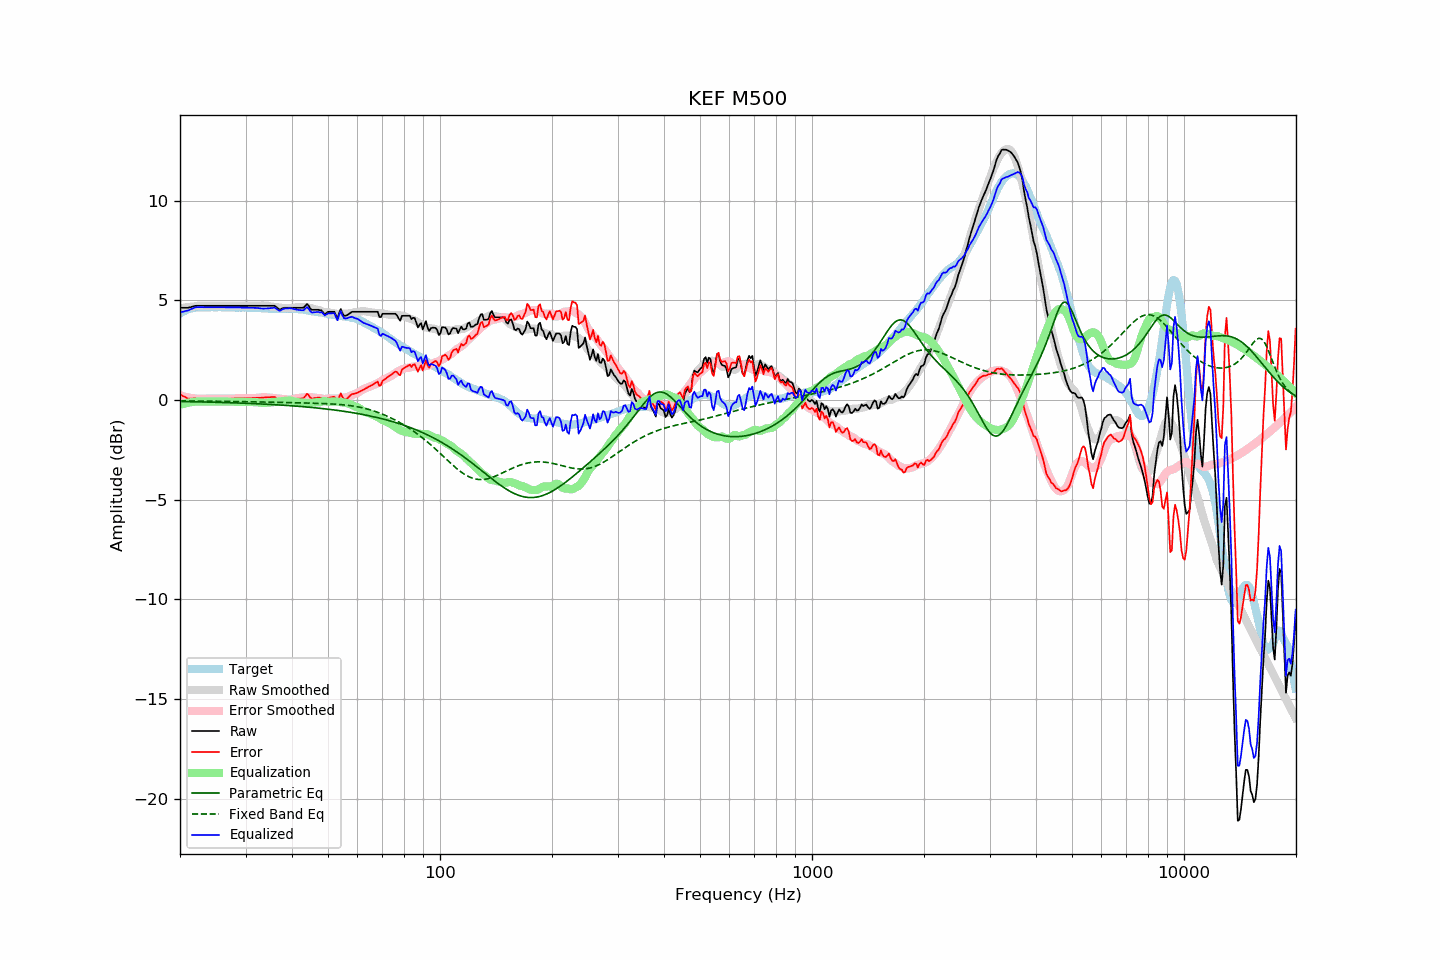 KEF M500
Amplitude (dBr)
10
5
0
−5
−10
−15
−20
Target
Raw Smoothed
Error Smoothed
Raw
Error
Equalization
Parametric Eq
Fixed Band Eq
Equalized
100
1000
10000
Frequency (Hz)